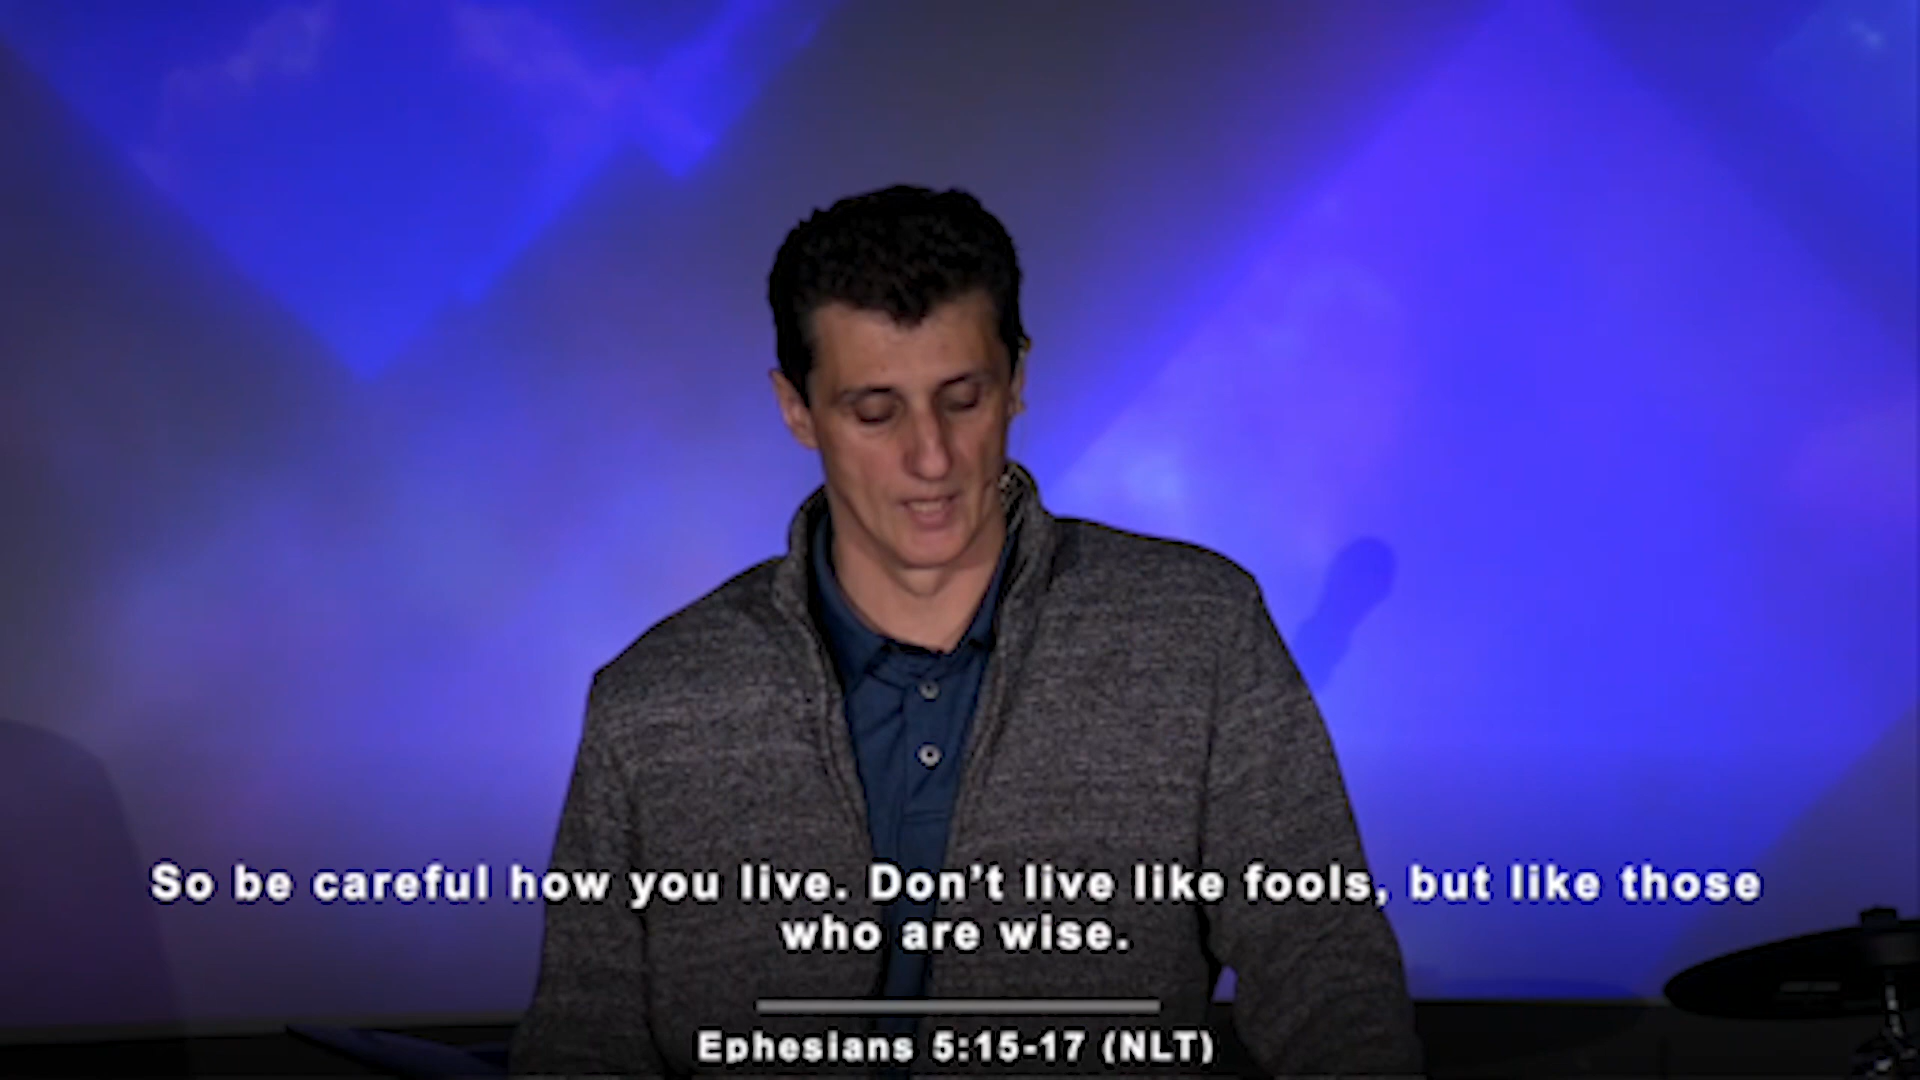 So be careful how you live. Don’t live like fools, but like those
who are wise.
Ephesians 5:15-17 (NLT)